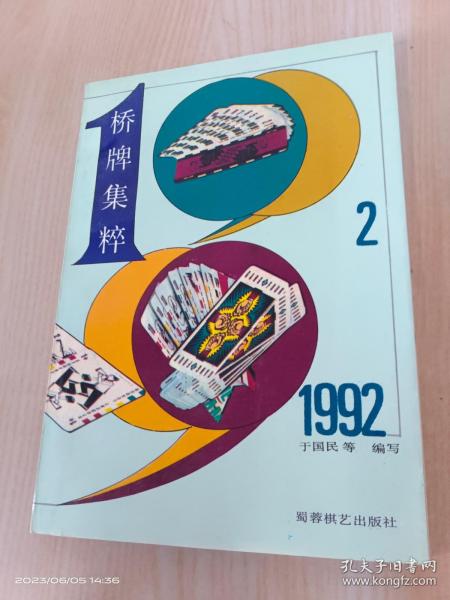 1992
桥牌集粹
2
1992
于国民 等 编写
蜀蓉棋艺出版社
2023/06/05 14:36
孔夫子旧书网
www.kongfz.com